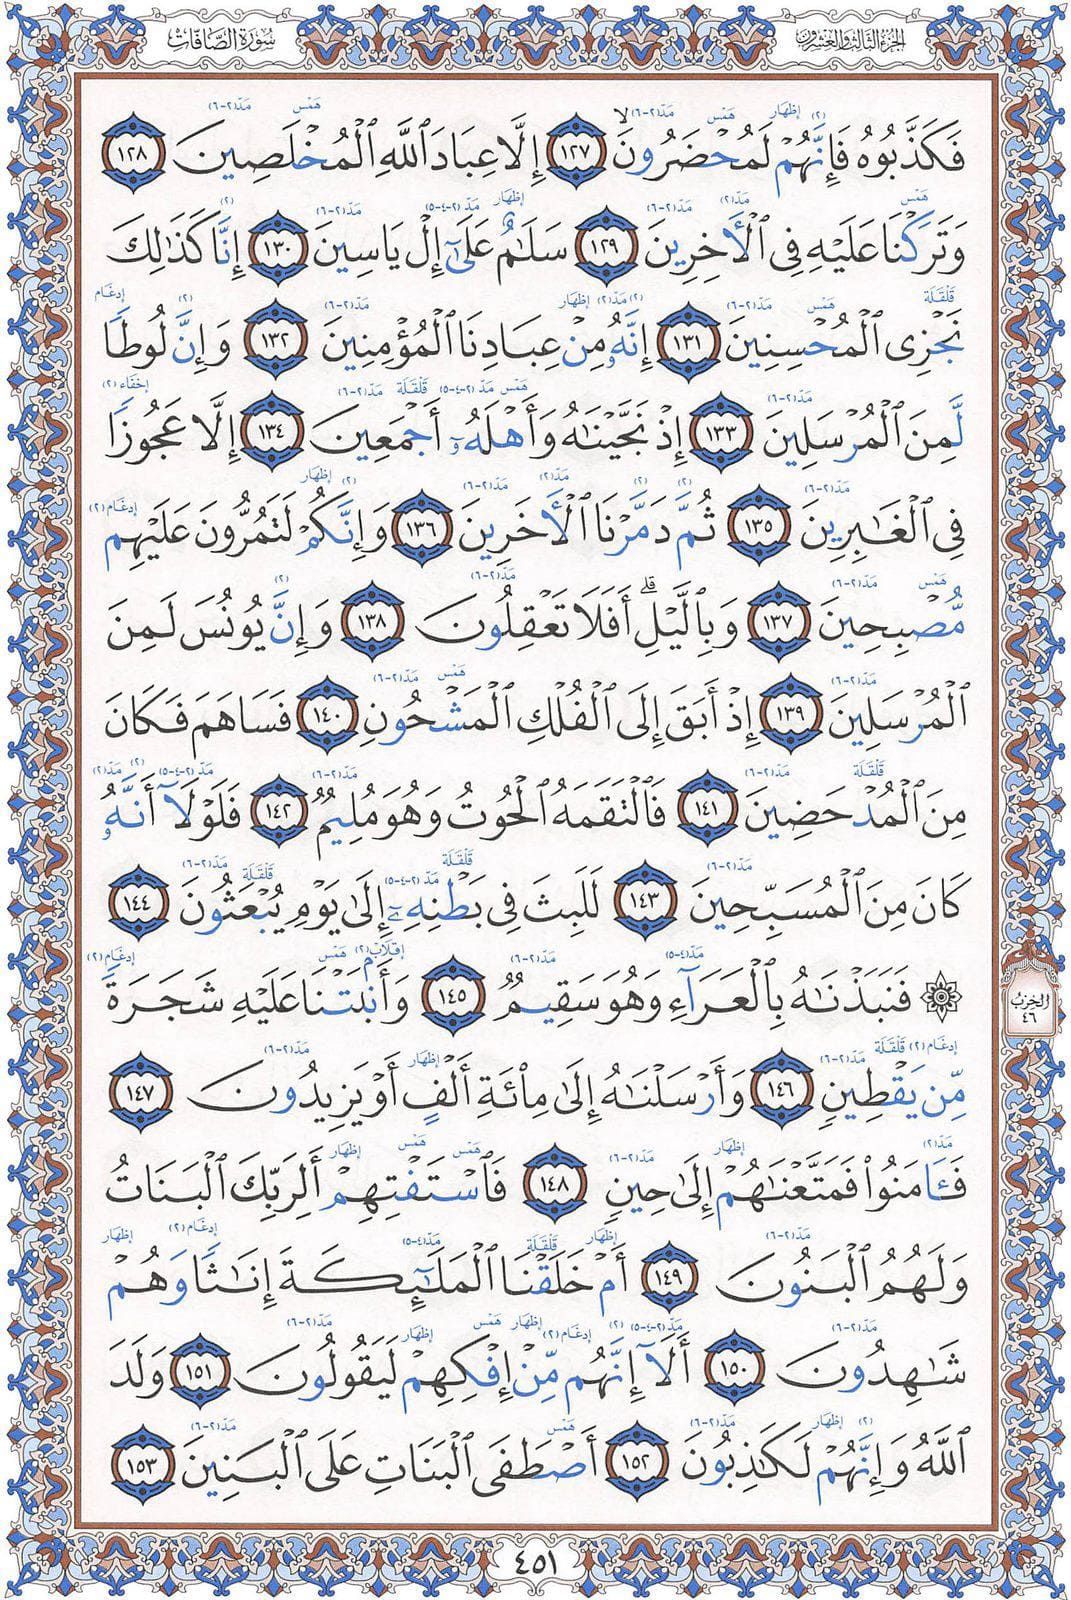 سورة الصافات
الجزء الثالث والعشرون
فَكَذَّبُوهُ فَإِنَّهُمْ لَمُحْضَرُونَ ١٢٧ إِلَّا عِبَادَ ٱللَّهِ ٱلْمُخْلَصِينَ ١٢٨
وَتَرَكْنَا عَلَيْهِ فِى ٱلْأَخِرِينَ ١٢٩ سَلَـٰمٌ عَلَىٰٓ إِلْ يَاسِينَ ١٣٠ إِنَّا كَذَٰلِكَ
نَجْزِى ٱلْمُحْسِنِينَ ١٣١ إِنَّهُۥ مِنْ عِبَادِنَا ٱلْمُؤْمِنِينَ ١٣٢ وَإِنَّ لُوطًا
لَّمِنَ ٱلْمُرْسَلِينَ ١٣٣ إِذْ نَجَّيْنَـٰهُ وَأَهْلَهُۥٓ أَجْمَعِينَ ١٣٤ إِلَّا عَجُوزًا
فِى ٱلْغَـٰبِرِينَ ١٣٥ ثُمَّ دَمَّرْنَا ٱلْأَخَرِينَ ١٣٦ وَإِنَّكُمْ لَتَمُرُّونَ عَلَيْهِم
مُّصْبِحِينَ ١٣٧ وَبِٱلَّيْلِ ۗ أَفَلَا تَعْقِلُونَ ١٣٨ وَإِنَّ يُونُسَ لَمِنَ
ٱلْمُرْسَلِينَ ١٣٩ إِذْ أَبَقَ إِلَى ٱلْفُلْكِ ٱلْمَشْحُونِ ١٤٠ فَسَاهَمَ فَكَانَ
مِنَ ٱلْمُدْحَضِينَ ١٤١ فَٱلْتَقَمَهُ ٱلْحُوتُ وَهُوَ مُلِيمٌ ١٤٢ فَلَوْلَآ أَنَّهُۥ
كَانَ مِنَ ٱلْمُسَبِّحِينَ ١٤٣ لَلَبِثَ فِى بَطْنِهِۦٓ إِلَىٰ يَوْمِ يُبْعَثُونَ ١٤٤
۞ فَنَبَذْنَـٰهُ بِٱلْعَرَآءِ وَهُوَ سَقِيمٌ ١٤٥ وَأَنۢبَتْنَا عَلَيْهِ شَجَرَةً
مِّن يَقْطِينٍ ١٤٦ وَأَرْسَلْنَـٰهُ إِلَىٰ مِا۟ئَةِ أَلْفٍ أَوْ يَزِيدُونَ ١٤٧
فَـَٔامَنُوا۟ فَمَتَّعْنَـٰهُمْ إِلَىٰ حِينٍ ١٤٨ فَٱسْتَفْتِهِمْ أَلِرَبِّكَ ٱلْبَنَاتُ
وَلَهُمُ ٱلْبَنُونَ ١٤٩ أَمْ خَلَقْنَا ٱلْمَلَـٰٓئِكَةَ إِنَـٰثًا وَهُمْ
شَـٰهِدُونَ ١٥٠ أَلَآ إِنَّهُم مِّنْ إِفْكِهِمْ لَيَقُولُونَ ١٥١ وَلَدَ
ٱللَّهُ وَإِنَّهُمْ لَكَـٰذِبُونَ ١٥٢ أَصْطَفَى ٱلْبَنَاتِ عَلَى ٱلْبَنِينَ ١٥٣
الحزب
٤٦
٤٥١